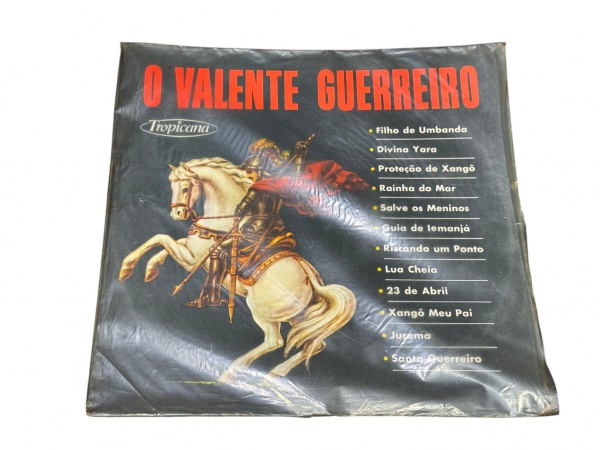 O VALENTE GUERREIRO
Tropicana
• Filho de Umbanda
• Divina Yara
• Proteção de Xangô
• Rainha do Mar
• Salve os Meninos
• Guia de Iemanjá
• Riscando um Ponto
• Lua Cheia
• 23 de Abril
• Xangô Meu Pai
• Jurema
• Santo Guerreiro